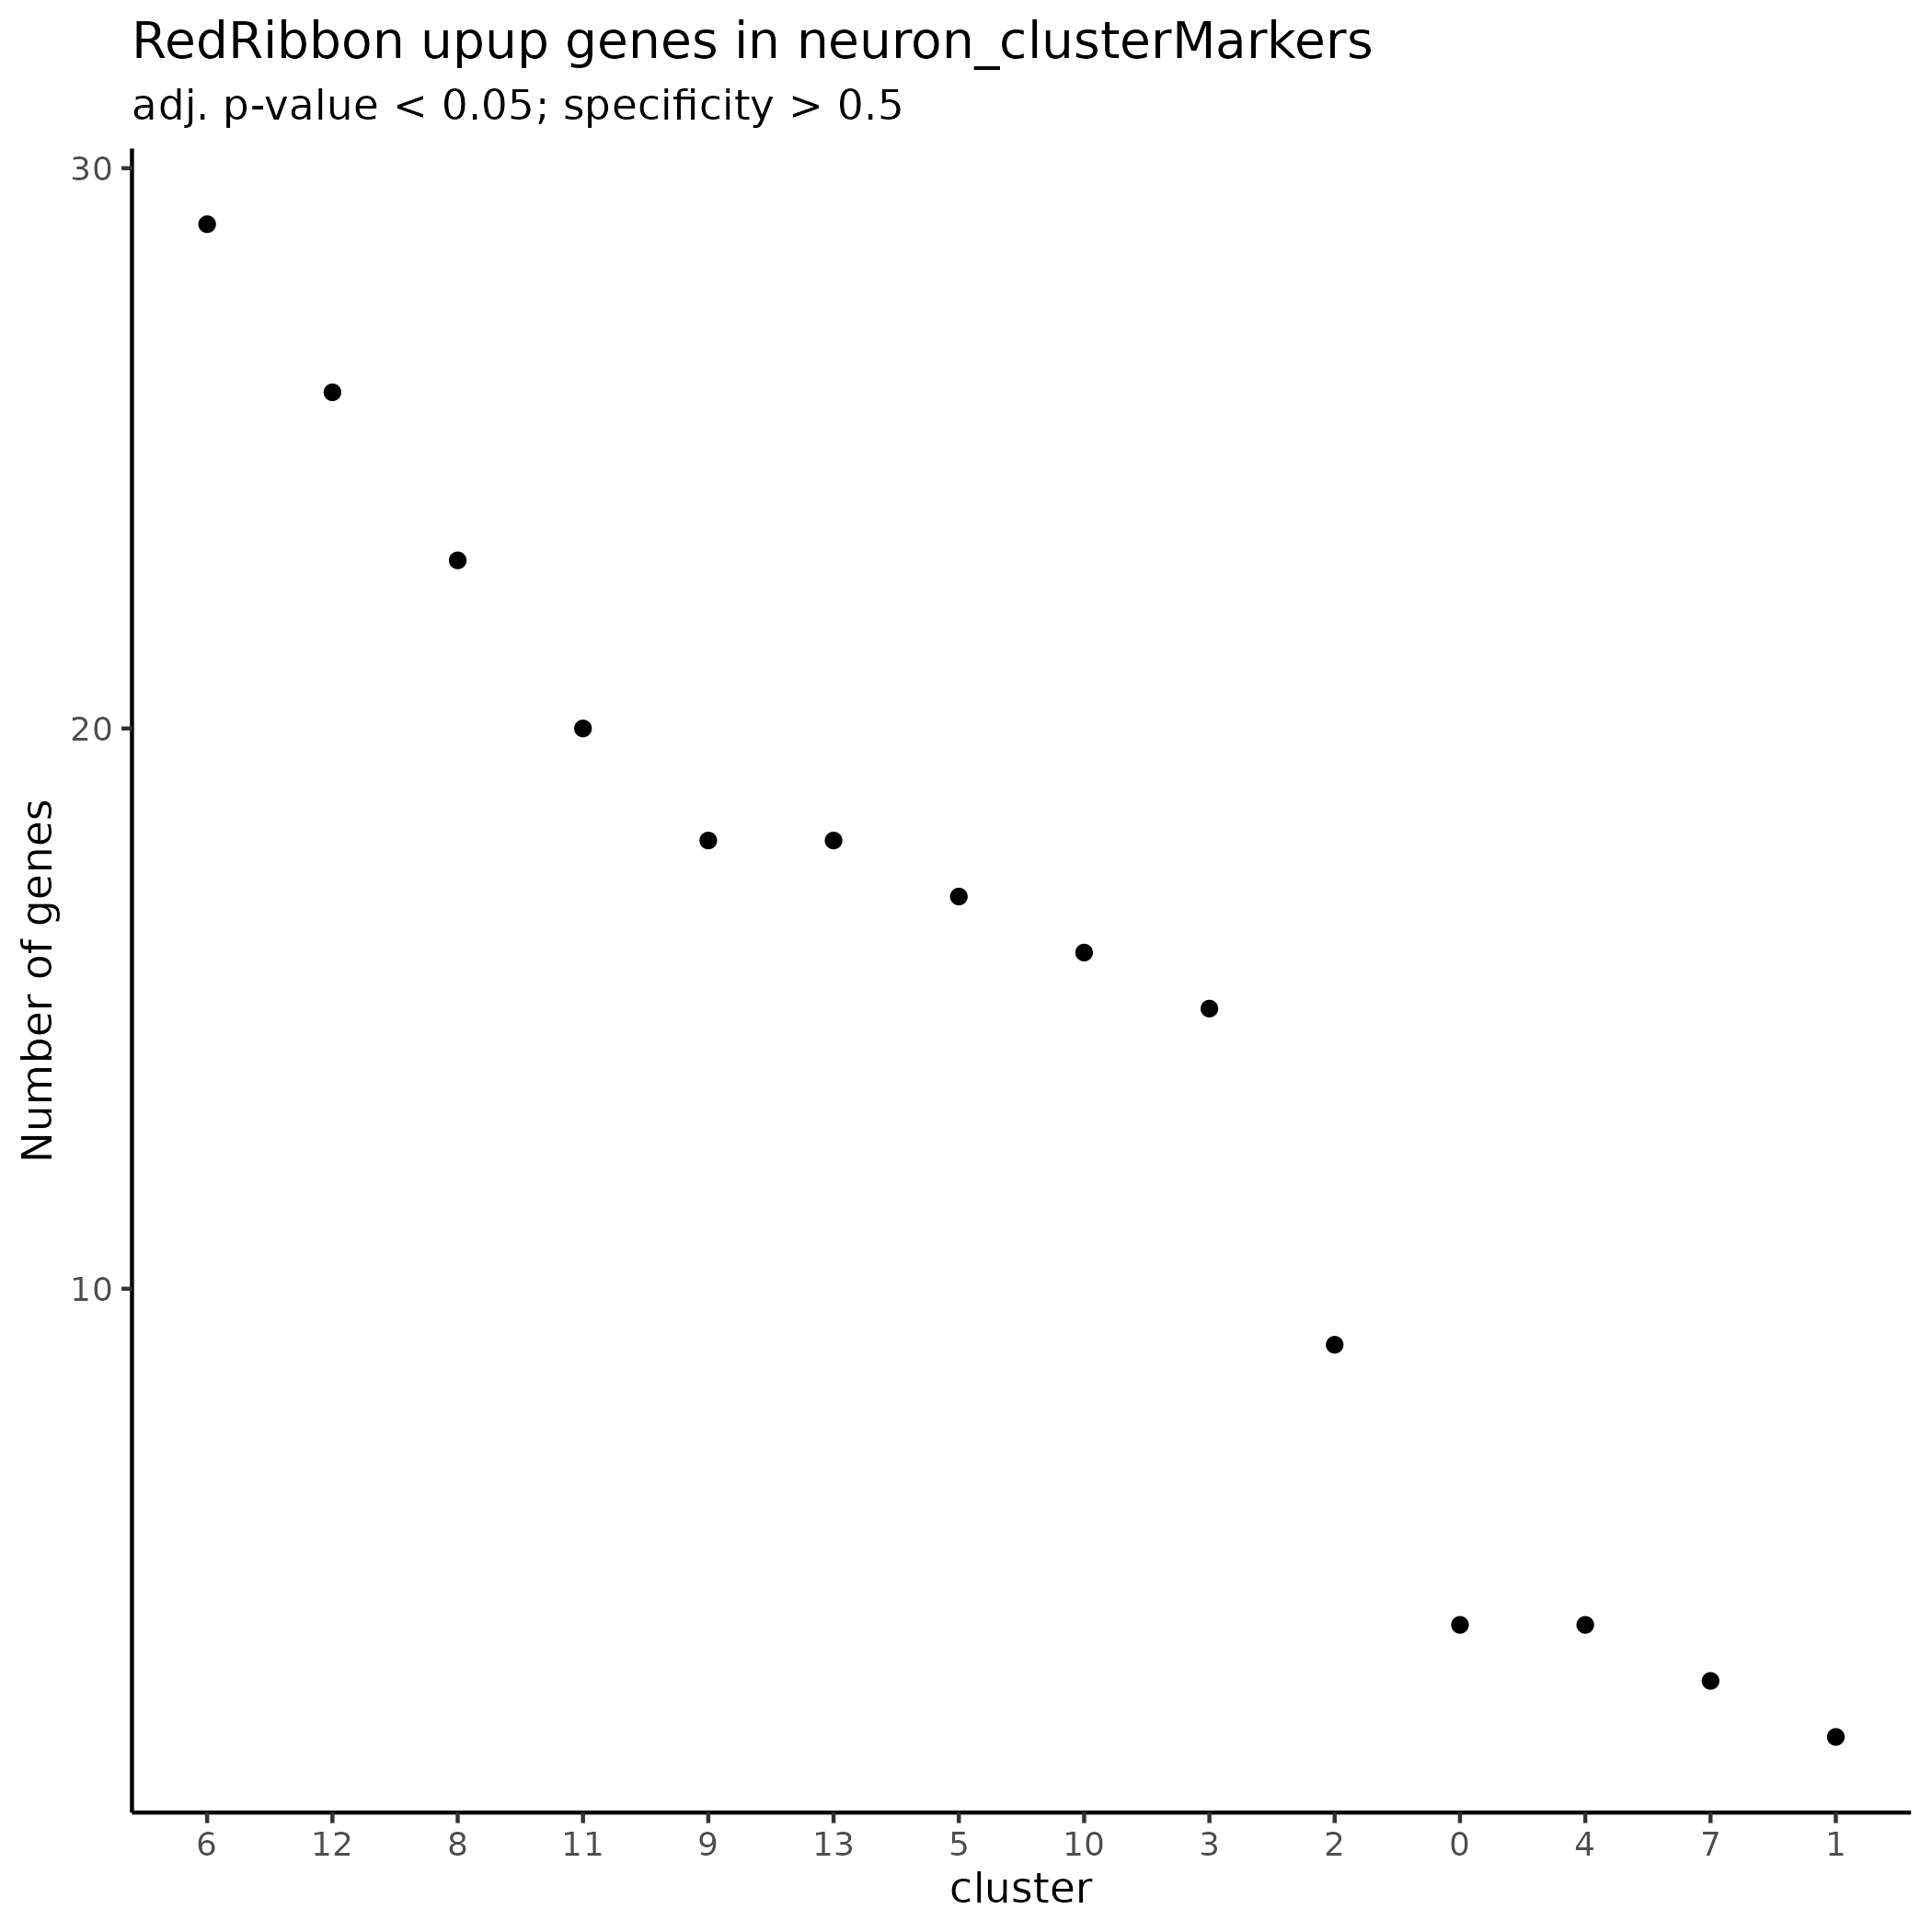 RedRibbon upup genes in neuron_clusterMarkers
adj. p-value < 0.05; specificity > 0.5
Number of genes
30
20
10
6 12 8 11 9 13 5 10 3 2 0 4 7 1
cluster